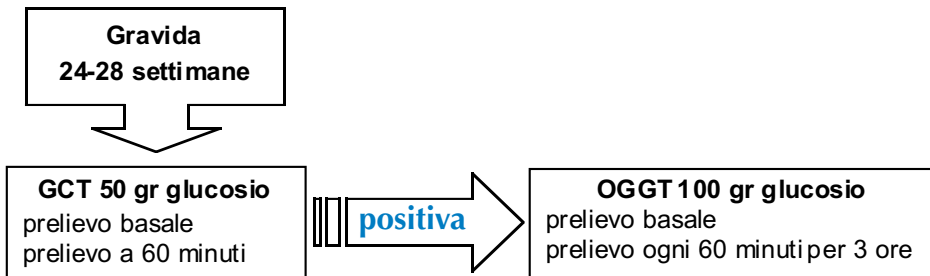 Gravida
24-28 settimane
GCT 50 gr glucosio
prelievo basale
prelievo a 60 minuti
positiva
OGGT 100 gr glucosio
prelievo basale
prelievo ogni 60 minuti per 3 ore